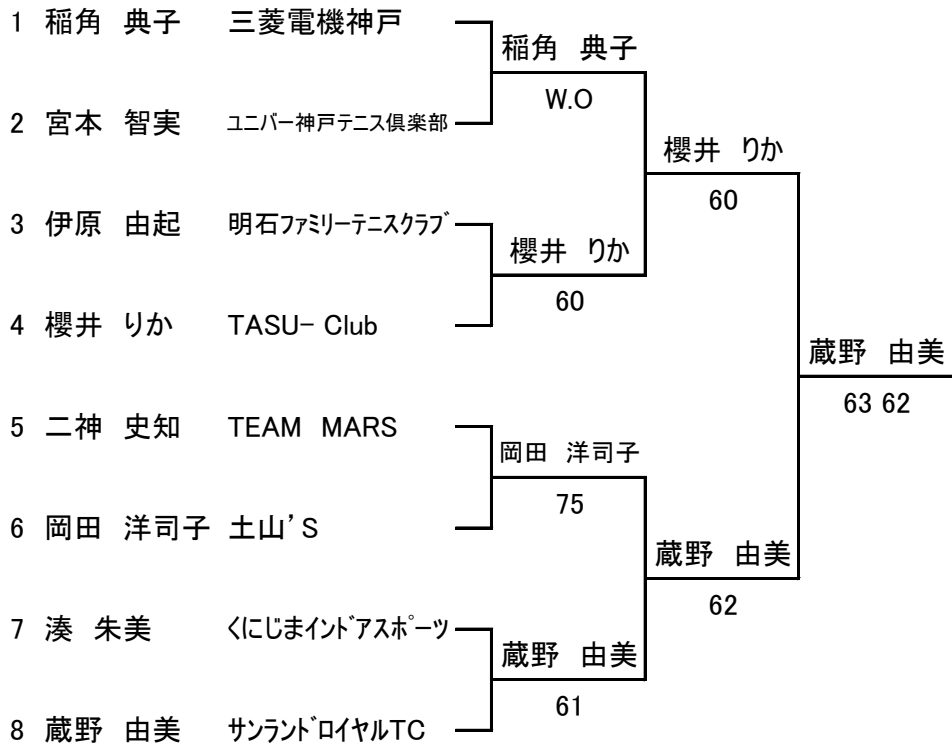 1 稲角 典子 三菱電機神戸
稲角 典子
W.O
2 宮本 智実 ユニバー神戸テニス倶楽部
櫻井 りか
60
3 伊原 由起 明石ファミリーテニスクラブ
櫻井 りか
60
4 櫻井 りか TASU- Club
蔵野 由美
63 62
5 二神 史知 TEAM MARS
岡田 洋司子
75
6 岡田 洋司子 土山'S
蔵野 由美
62
7 湊 朱美 くにじまインドアスポーツ
蔵野 由美
61
8 蔵野 由美 サンランドロイヤルTC